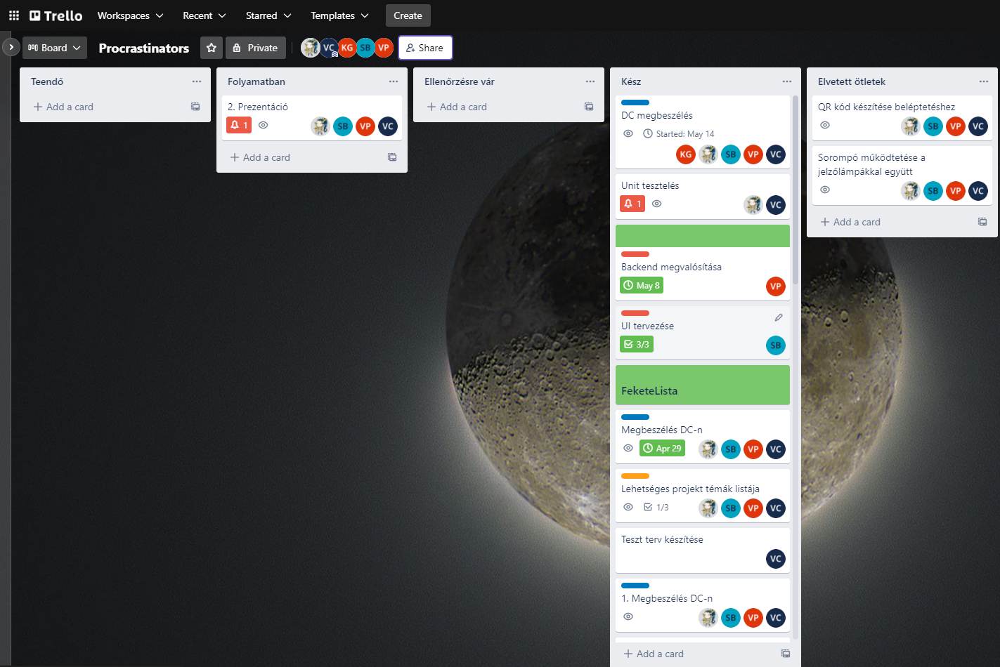 Trello
Workspaces
Recent
Starred
Templates
Create
Board
Procrastinators
Private
VC
KG
SB
VP
Share
Teendő
Add a card
Folyamatban
2. Prezentáció
1
SB
VP
VC
Add a card
Ellenőrzésre vár
Add a card
Kész
DC megbeszélés
Started: May 14
KG
SB
VP
VC
Unit tesztelés
1
VC
Backend megvalósítása
May 8
VP
UI tervezése
3/3
SB
FeketeLista
Megbeszélés DC-n
Apr 29
SB
VP
VC
Lehetséges projekt témák listája
1/3
SB
VP
VC
Teszt terv készítése
VC
1. Megbeszélés DC-n
SB
VP
VC
Add a card
Elvetett ötletek
QR kód készítése beléptetéshez
SB
VP
VC
Sorompó működtetése a
jelzőlámpákkal együtt
SB
VP
VC
Add a card